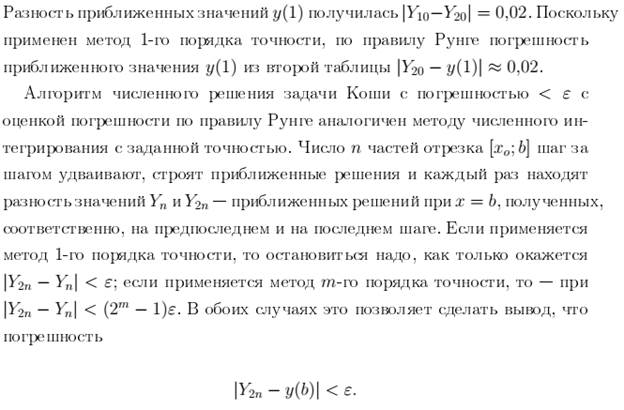 Разность приближенных значений y(1) получилась |Y₁₀−Y₂₀| = 0,02. Поскольку
применен метод 1-го порядка точности, по правилу Рунге погрешность
приближенного значения y(1) из второй таблицы |Y₂₀ − y(1)| ≈ 0,02.
Алгоритм численного решения задачи Коши с погрешностью < ε с
оценкой погрешности по правилу Рунге аналогичен методу численного ин-
тегрирования с заданной точностью. Число n частей отрезка [xₒ; b] шаг за
шагом удваивают, строят приближенные решения и каждый раз находят
разность значений Yₙ и Y₂ₙ — приближенных решений при x = b, полученных,
соответственно, на предпоследнем и на последнем шаге. Если применяется
метод 1-го порядка точности, то остановиться надо, как только окажется
|Y₂ₙ − Yₙ| < ε; если применяется метод m-го порядка точности, то — при
|Y₂ₙ − Yₙ| < (2ᵐ − 1)ε. В обоих случаях это позволяет сделать вывод, что
погрешность
|Y₂ₙ − y(b)| < ε.